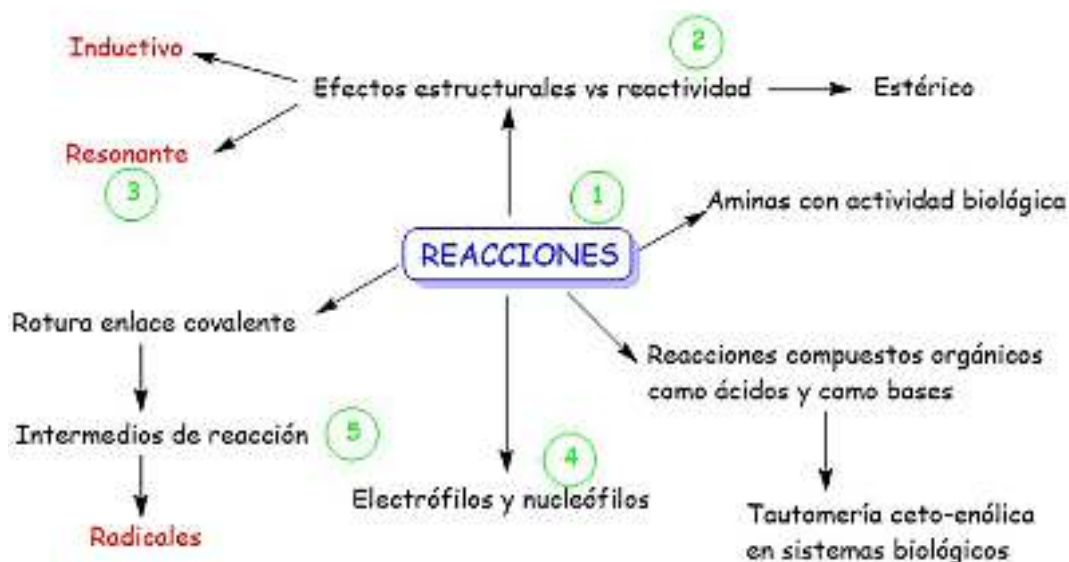 Inductivo
2
Efectos estructurales vs reactividad
Estérico
Resonante
3
1
Aminas con actividad biológica
REACCIONES
Rotura enlace covalente
Reacciones compuestos orgánicos
como ácidos y como bases
Intermedios de reacción
5
4
Electrófilos y nucleófilos
Radicales
Tautomería ceto-enólica
en sistemas biológicos